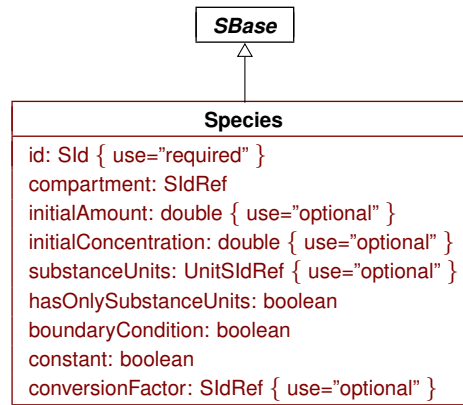 SBase
Species
id: SId { use=”required” }
compartment: SIdRef
initialAmount: double { use=”optional” }
initialConcentration: double { use=”optional” }
substanceUnits: UnitSIdRef { use=”optional” }
hasOnlySubstanceUnits: boolean
boundaryCondition: boolean
constant: boolean
conversionFactor: SIdRef { use=”optional” }